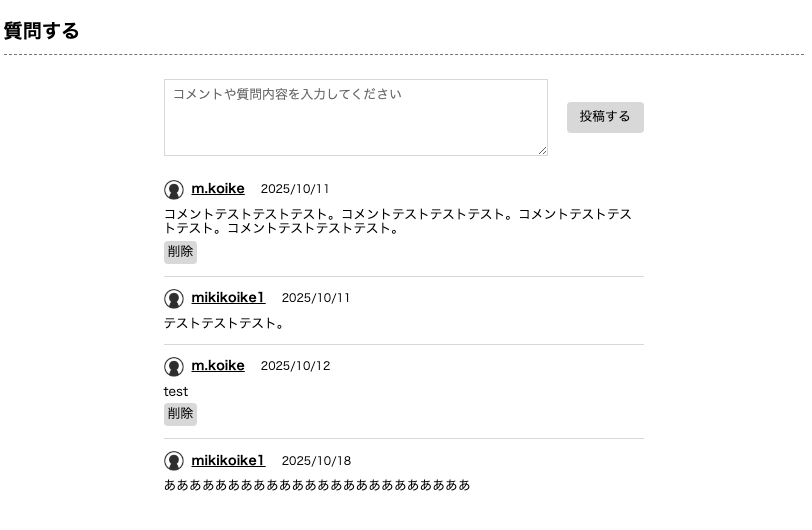 質問する
コメントや質問内容を入力してください
投稿する
m.koike 2025/10/11
コメントテストテストテスト。コメントテストテストテスト。コメントテストテス
トテスト。コメントテストテストテスト。
削除
mikikoike1 2025/10/11
テストテストテスト。
m.koike 2025/10/12
test
削除
mikikoike1 2025/10/18
ああああああああああああああああああああああああ